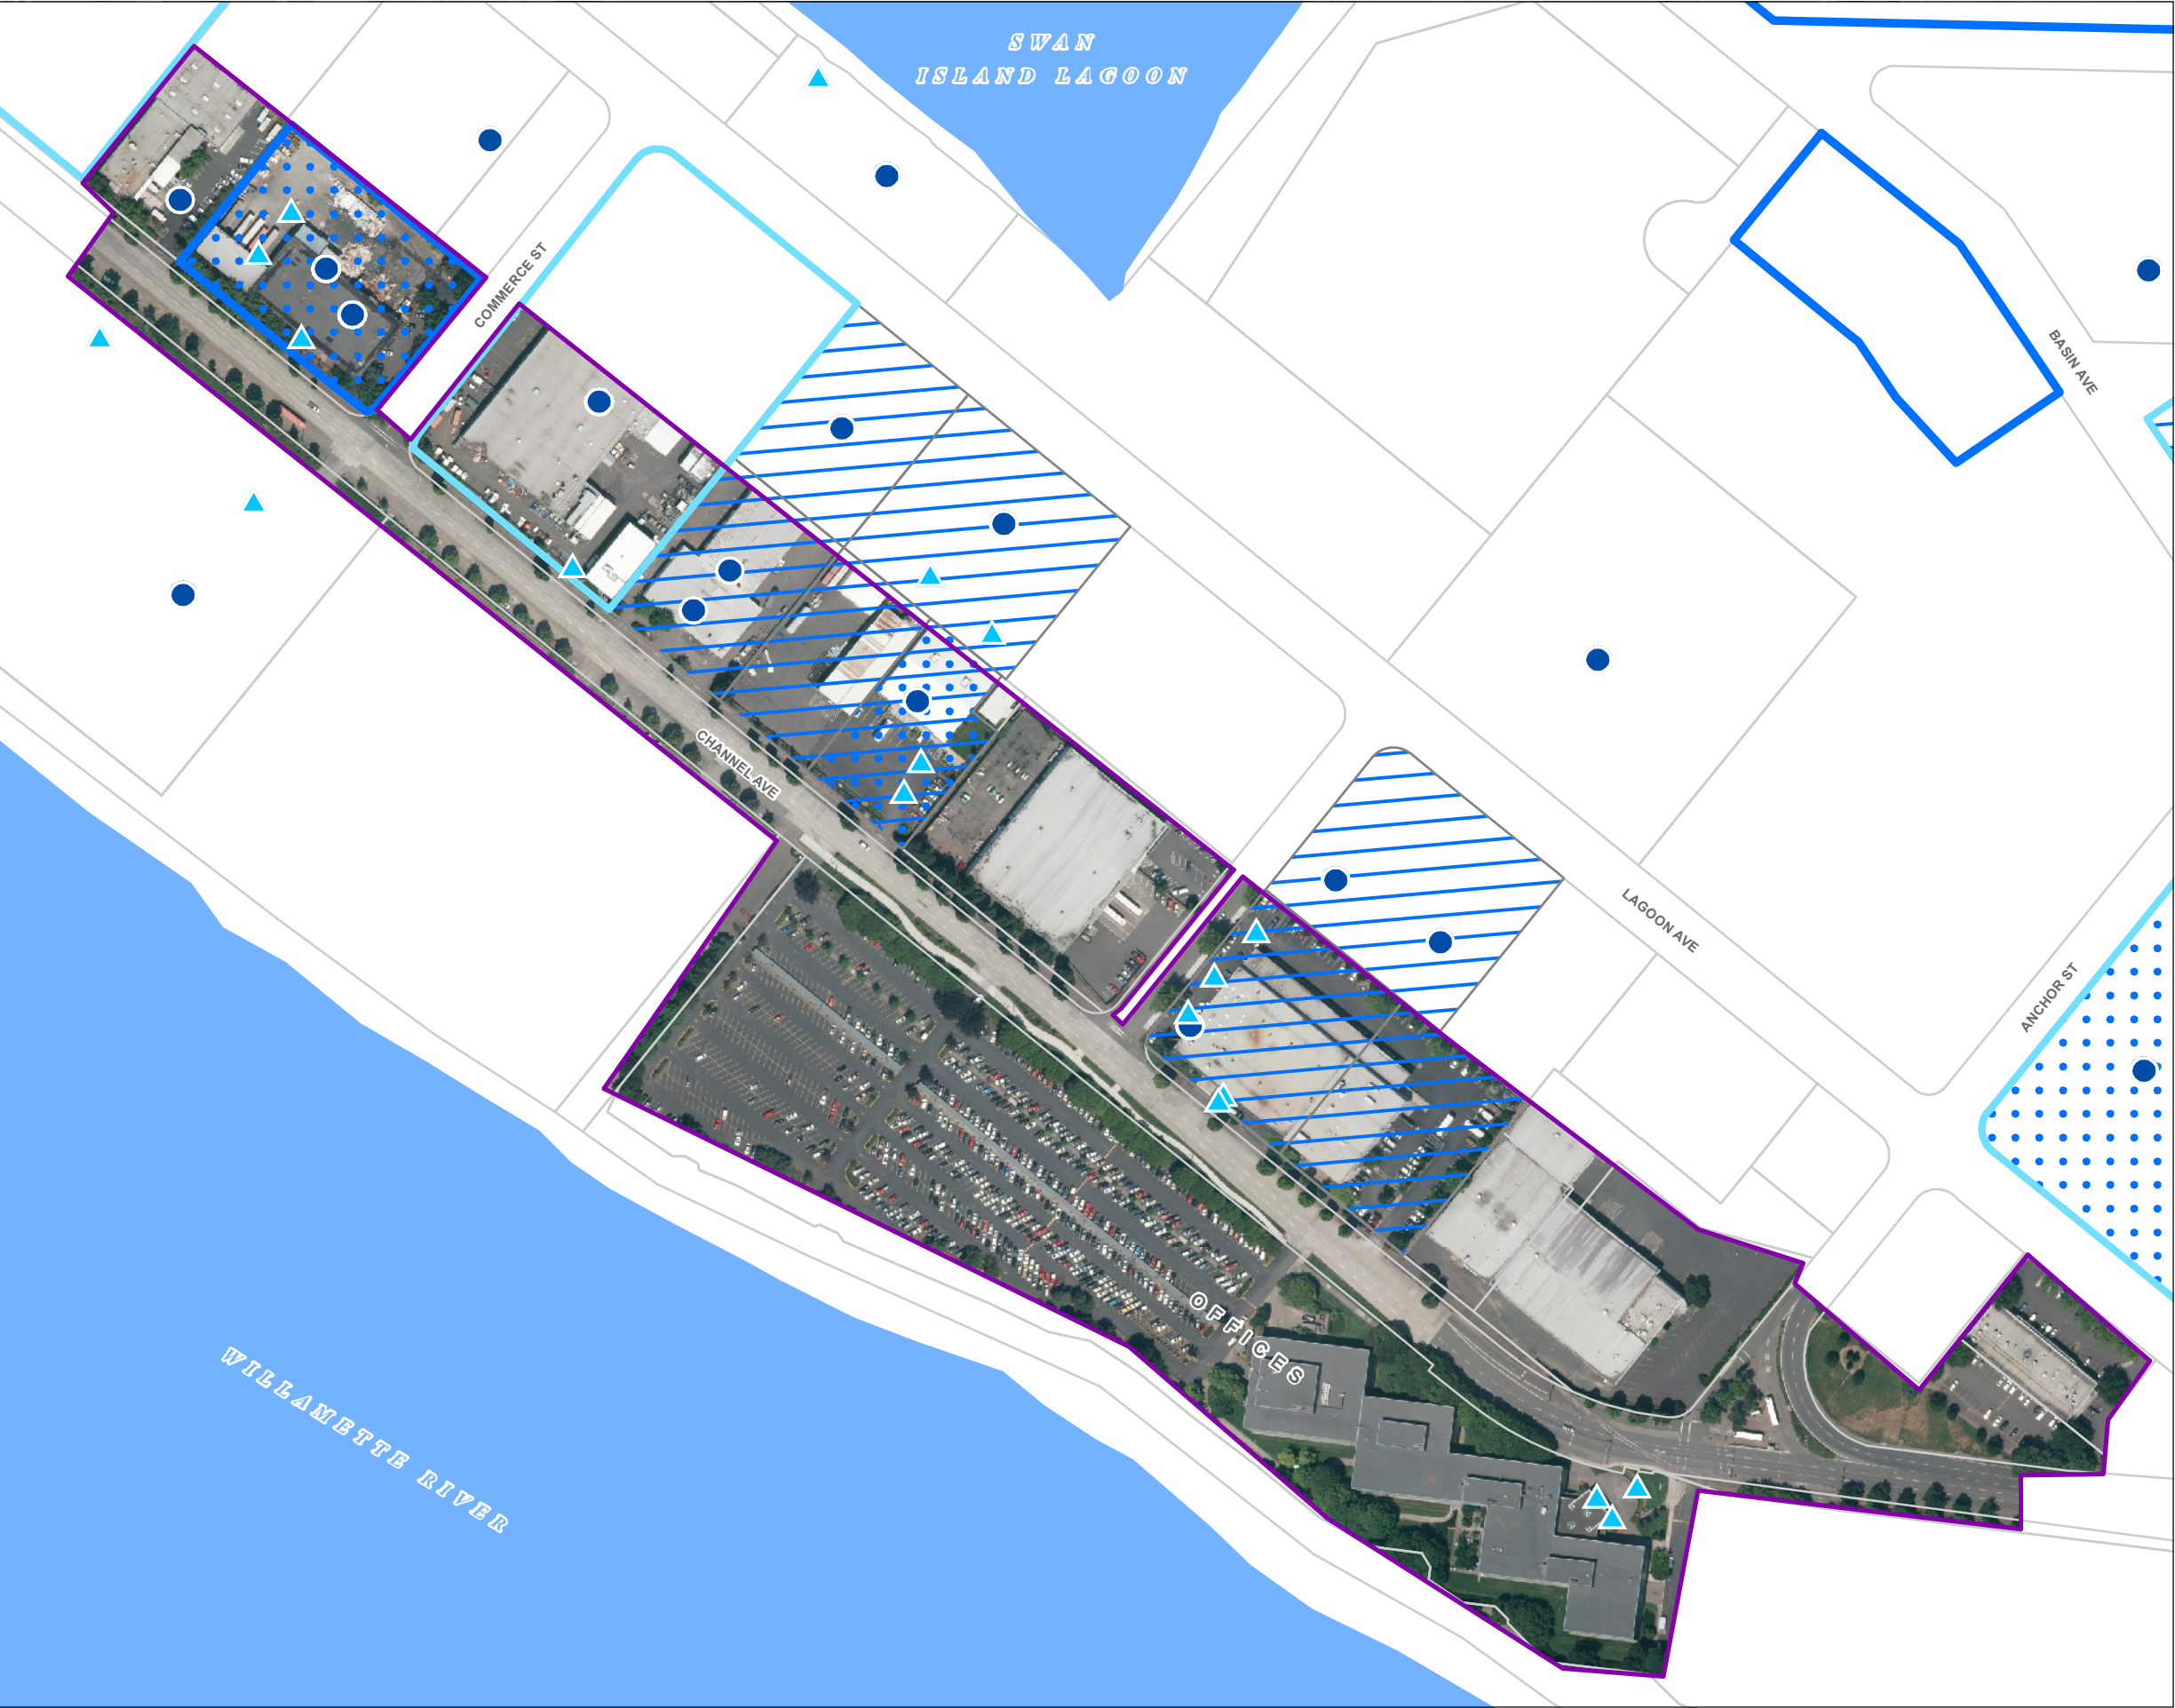 SWAN
ISLAND LAGOON
COMMERCE ST
BASIN AVE
CHANNEL AVE
LAGOON AVE
ANCHOR ST
OFFICES
WILLAMETTE RIVER